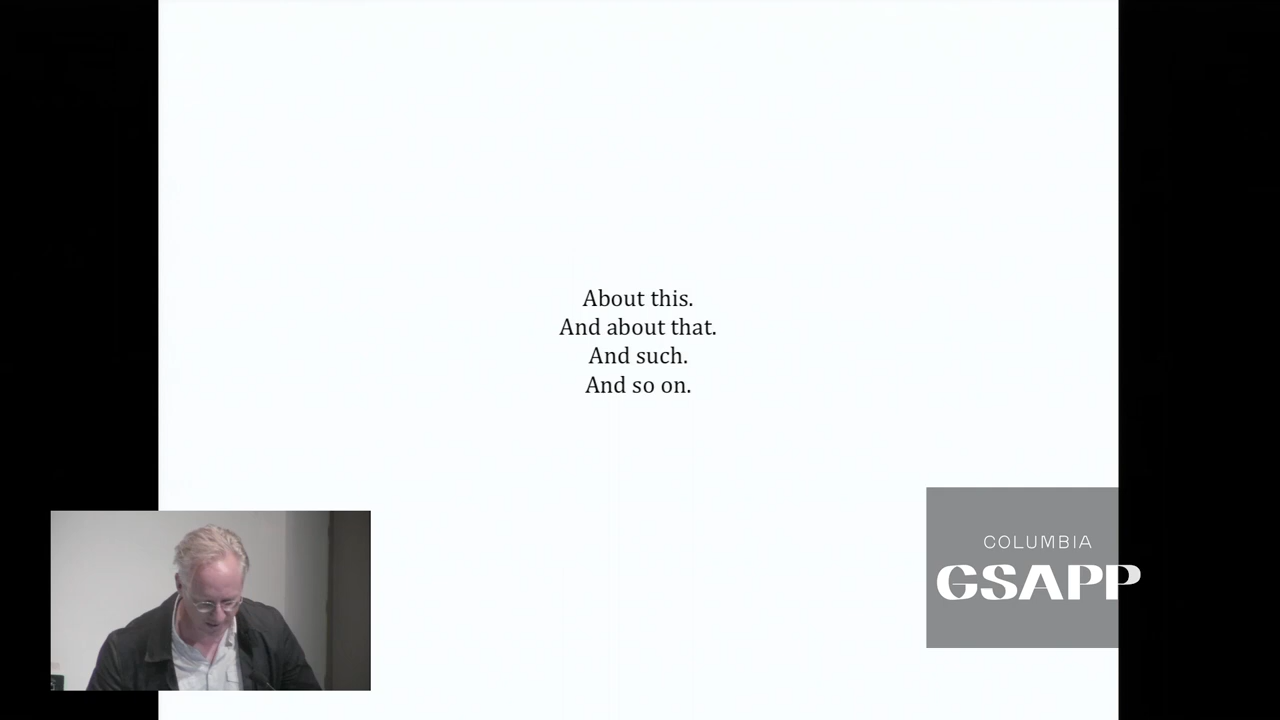 About this.
And about that.
And such.
And so on.
COLUMBIA
GSAPP